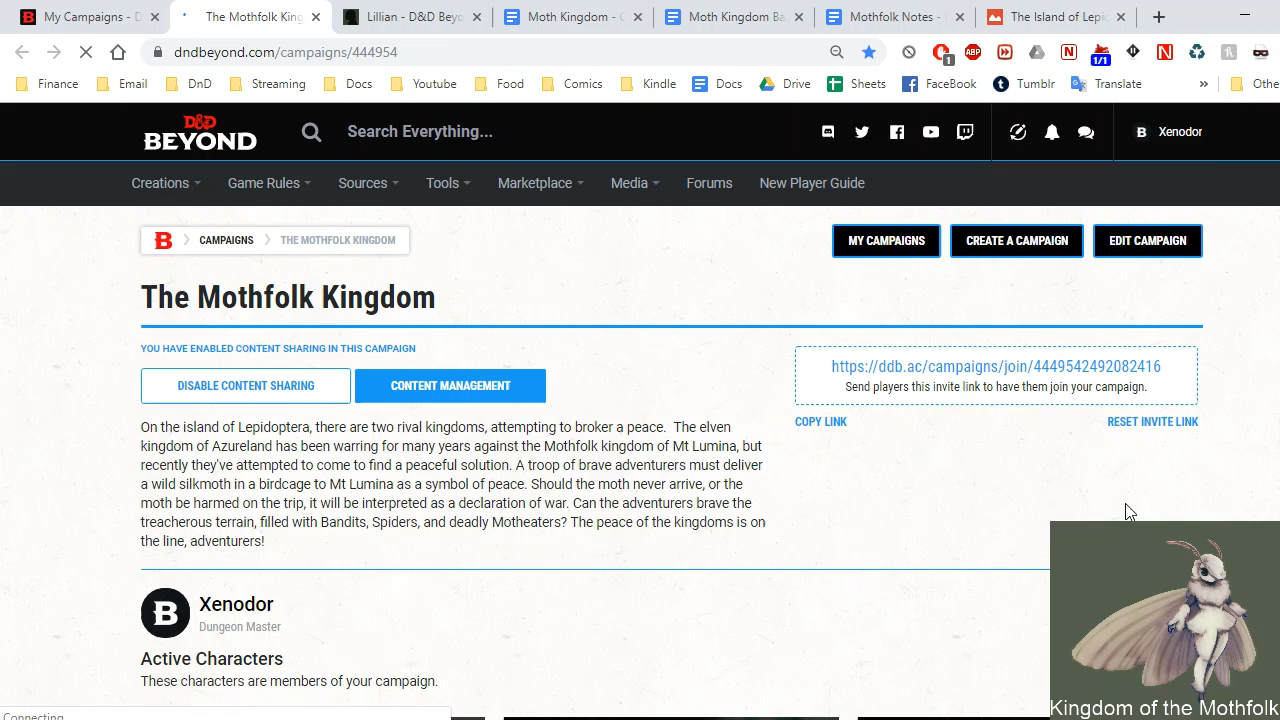 My Campaigns - D
The Mothfolk King
Lillian - D&D Beyo
Moth Kingdom - G
Moth Kingdom Ba
Mothfolk Notes -
The Island of Lepi
dndbeyond.com/campaigns/444954
1
ABP
N
1/1
N
Finance
Email
DnD
Streaming
Docs
Youtube
Food
Comics
Kindle
Docs
Drive
Sheets
FaceBook
Tumblr
Translate
»
Othe
D&D
BEYOND
Search Everything...
B
Xenodor
Creations
Game Rules
Sources
Tools
Marketplace
Media
Forums
New Player Guide
B
CAMPAIGNS
THE MOTHFOLK KINGDOM
MY CAMPAIGNS
CREATE A CAMPAIGN
EDIT CAMPAIGN
The Mothfolk Kingdom
YOU HAVE ENABLED CONTENT SHARING IN THIS CAMPAIGN
DISABLE CONTENT SHARING
CONTENT MANAGEMENT
https://ddb.ac/campaigns/join/4449542492082416
Send players this invite link to have them join your campaign.
COPY LINK
RESET INVITE LINK
On the island of Lepidoptera, there are two rival kingdoms, attempting to broker a peace. The elven
kingdom of Azureland has been warring for many years against the Mothfolk kingdom of Mt Lumina, but
recently they've attempted to come to find a peaceful solution. A troop of brave adventurers must deliver
a wild silkmoth in a birdcage to Mt Lumina as a symbol of peace. Should the moth never arrive, or the
moth be harmed on the trip, it will be interpreted as a declaration of war. Can the adventurers brave the
treacherous terrain, filled with Bandits, Spiders, and deadly Motheaters? The peace of the kingdoms is on
the line, adventurers!
B
Xenodor
Dungeon Master
Active Characters
These characters are members of your campaign.
Connecting
Kingdom of the Mothfolk